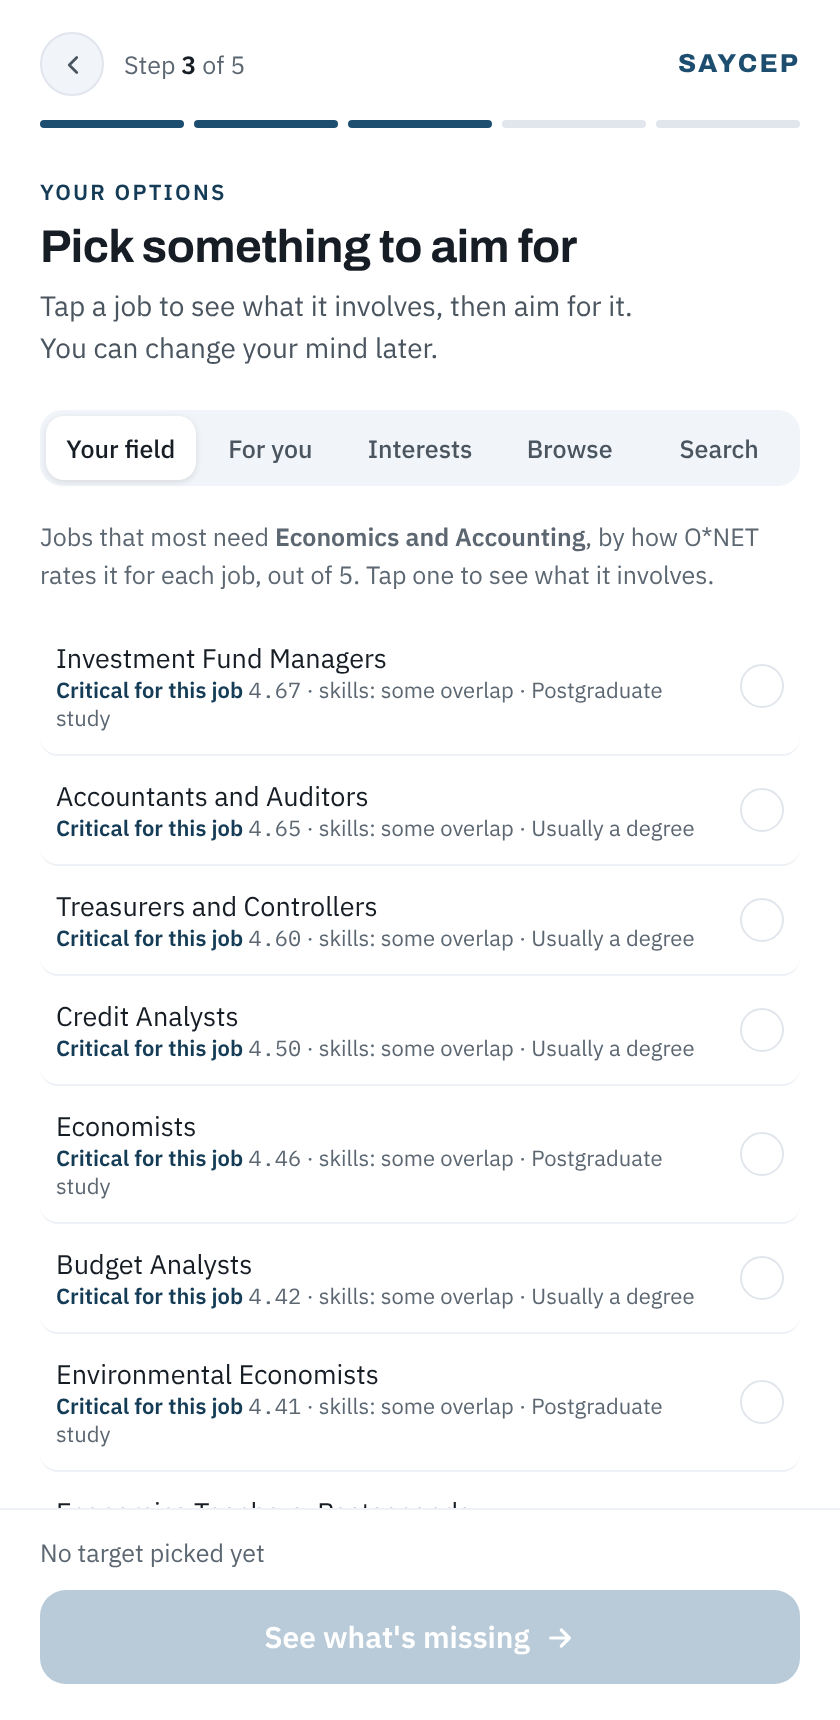 Step 3 of 5
SAYCEP
YOUR OPTIONS
Pick something to aim for
Tap a job to see what it involves, then aim for it.
You can change your mind later.
Your field
For you
Interests
Browse
Search
Jobs that most need Economics and Accounting, by how O*NET
rates it for each job, out of 5. Tap one to see what it involves.
Investment Fund Managers
Critical for this job 4.67 · skills: some overlap · Postgraduate
study
Accountants and Auditors
Critical for this job 4.65 · skills: some overlap · Usually a degree
Treasurers and Controllers
Critical for this job 4.60 · skills: some overlap · Usually a degree
Credit Analysts
Critical for this job 4.50 · skills: some overlap · Usually a degree
Economists
Critical for this job 4.46 · skills: some overlap · Postgraduate
study
Budget Analysts
Critical for this job 4.42 · skills: some overlap · Usually a degree
Environmental Economists
Critical for this job 4.41 · skills: some overlap · Postgraduate
study
No target picked yet
See what's missing →